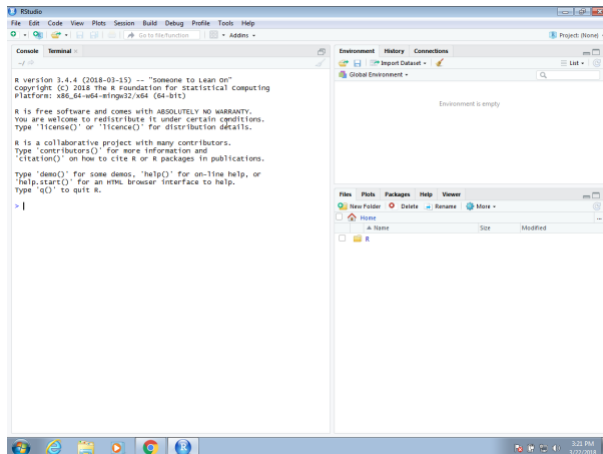 RStudio
File Edit Code View Plots Session Build Debug Profile Tools Help
Go to file/function Addins Project: (None)
Console Terminal
~/
R version 3.4.4 (2018-03-15) -- "Someone to Lean On"
Copyright (C) 2018 The R Foundation for Statistical Computing
Platform: x86_64-w64-mingw32/x64 (64-bit)
R is free software and comes with ABSOLUTELY NO WARRANTY.
You are welcome to redistribute it under certain conditions.
Type 'license()' or 'licence()' for distribution details.
R is a collaborative project with many contributors.
Type 'contributors()' for more information and
'citation()' on how to cite R or R packages in publications.
Type 'demo()' for some demos, 'help()' for on-line help, or
'help.start()' for an HTML browser interface to help.
Type 'q()' to quit R.
>
Environment History Connections
Import Dataset List
Global Environment
Environment is empty
Files Plots Packages Help Viewer
New Folder Delete Rename More
Home
Name Size Modified
R
3:21 PM
3/22/2018